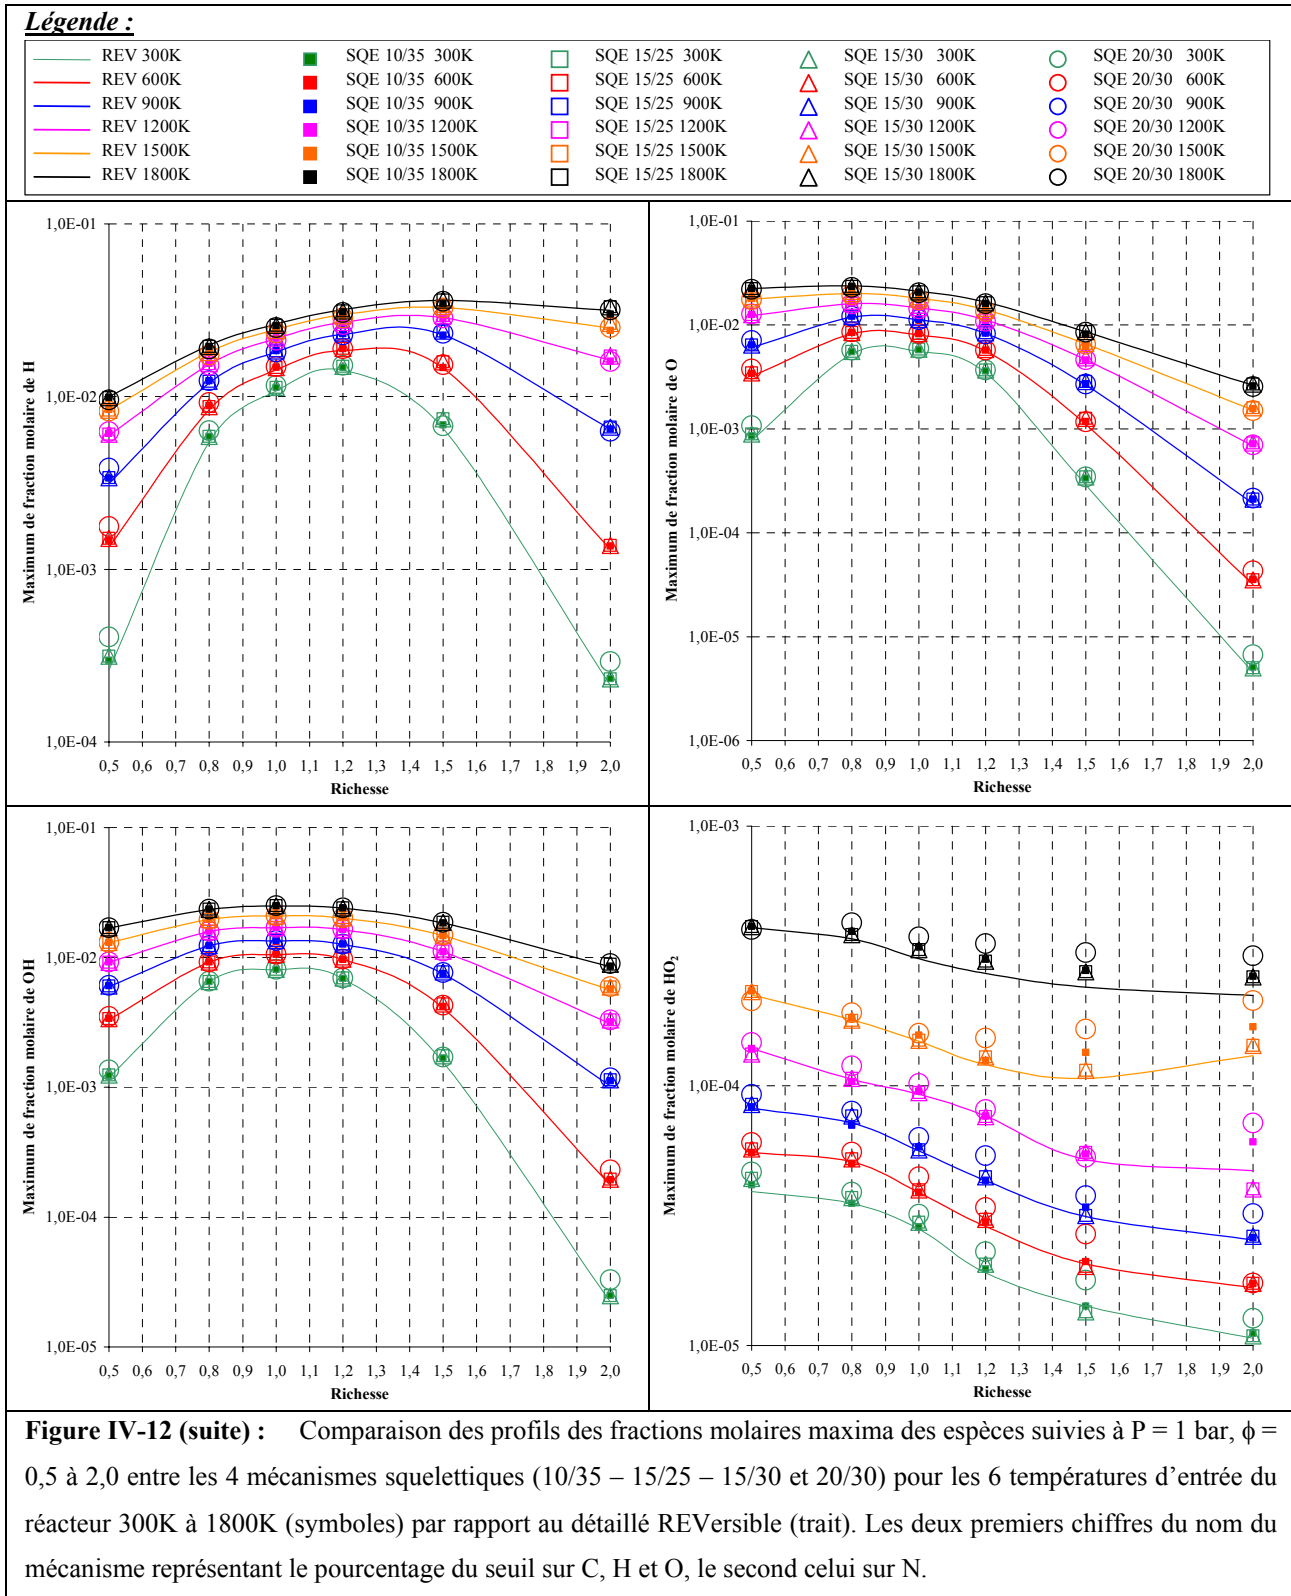 Légende :
REV 300K SQE 10/35 300K SQE 15/25 300K SQE 15/30 300K SQE 20/30 300K
REV 600K SQE 10/35 600K SQE 15/25 600K SQE 15/30 600K SQE 20/30 600K
REV 900K SQE 10/35 900K SQE 15/25 900K SQE 15/30 900K SQE 20/30 900K
REV 1200K SQE 10/35 1200K SQE 15/25 1200K SQE 15/30 1200K SQE 20/30 1200K
REV 1500K SQE 10/35 1500K SQE 15/25 1500K SQE 15/30 1500K SQE 20/30 1500K
REV 1800K SQE 10/35 1800K SQE 15/25 1800K SQE 15/30 1800K SQE 20/30 1800K
Maximum de fraction molaire de H
1,0E-01
1,0E-02
1,0E-03
1,0E-04
0,5 0,6 0,7 0,8 0,9 1,0 1,1 1,2 1,3 1,4 1,5 1,6 1,7 1,8 1,9 2,0
Richesse
Maximum de fraction molaire de O
1,0E-01
1,0E-02
1,0E-03
1,0E-04
1,0E-05
1,0E-06
0,5 0,6 0,7 0,8 0,9 1,0 1,1 1,2 1,3 1,4 1,5 1,6 1,7 1,8 1,9 2,0
Richesse
Maximum de fraction molaire de OH
1,0E-01
1,0E-02
1,0E-03
1,0E-04
1,0E-05
0,5 0,6 0,7 0,8 0,9 1,0 1,1 1,2 1,3 1,4 1,5 1,6 1,7 1,8 1,9 2,0
Richesse
Maximum de fraction molaire de HO₂
1,0E-03
1,0E-04
1,0E-05
0,5 0,6 0,7 0,8 0,9 1,0 1,1 1,2 1,3 1,4 1,5 1,6 1,7 1,8 1,9 2,0
Richesse
Figure IV-12 (suite) : Comparaison des profils des fractions molaires maxima des espèces suivies à P = 1 bar, ϕ =
0,5 à 2,0 entre les 4 mécanismes squelettiques (10/35 – 15/25 – 15/30 et 20/30) pour les 6 températures d'entrée du
réacteur 300K à 1800K (symboles) par rapport au détaillé REVersible (trait). Les deux premiers chiffres du nom du
mécanisme représentant le pourcentage du seuil sur C, H et O, le second celui sur N.